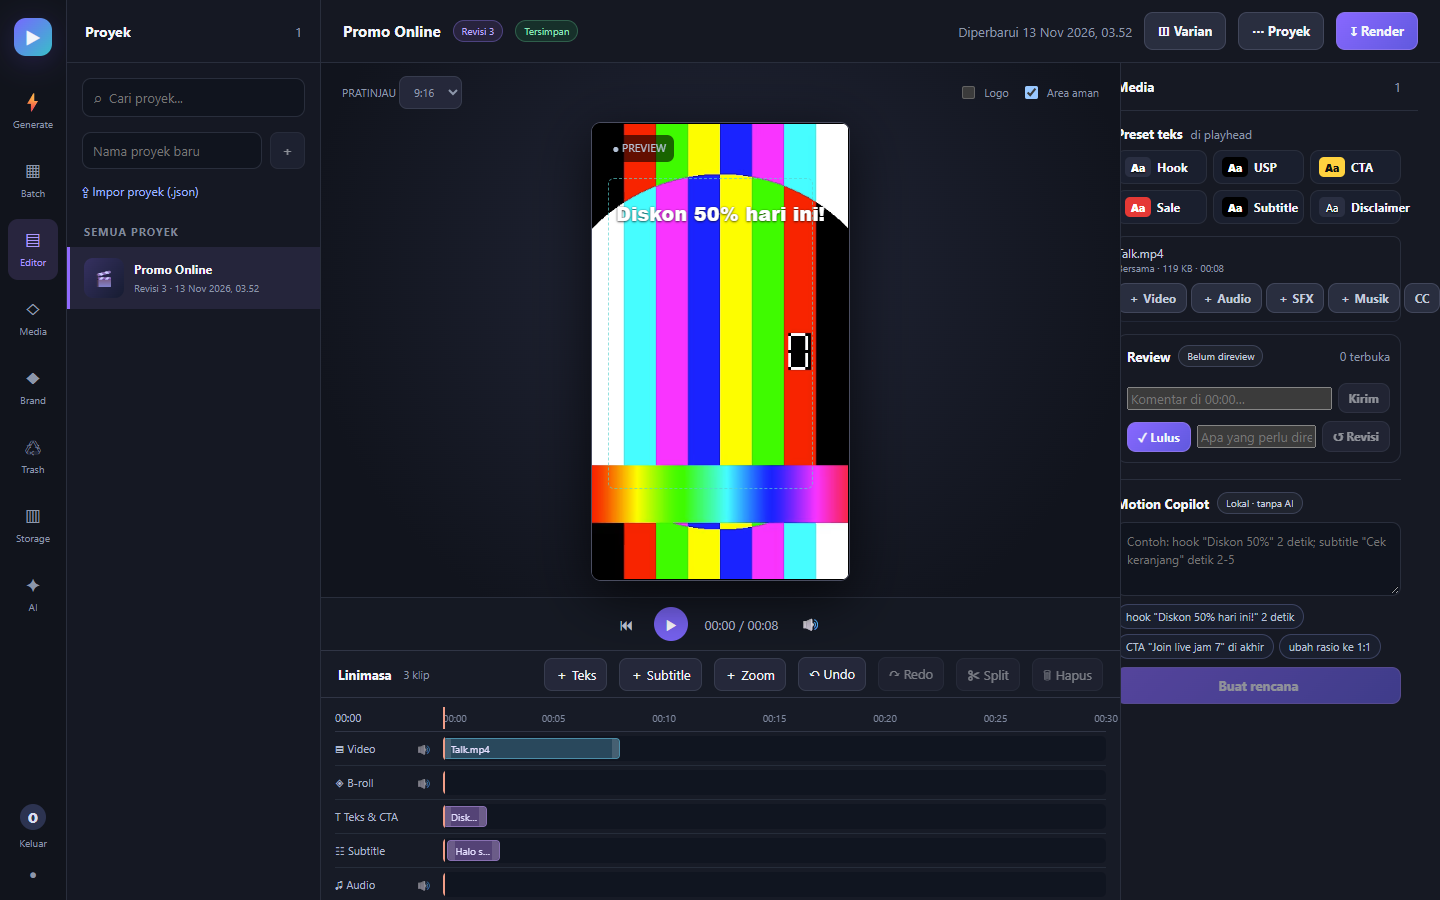 Generate
Batch
Editor
Media
Brand
Trash
Storage
AI
O
Keluar
Proyek 1
Cari proyek...
Nama proyek baru +
Impor proyek (.json)
SEMUA PROYEK
Promo Online
Revisi 3 · 13 Nov 2026, 03.52
Promo Online Revisi 3 Tersimpan
Diperbarui 13 Nov 2026, 03.52 Varian Proyek Render
PRATINJAU 9:16 Logo Area aman
PREVIEW
Diskon 50% hari ini!
00:00 / 00:08
Linimasa 3 klip + Teks + Subtitle + Zoom Undo Redo Split Hapus
00:00 00:00 00:05 00:10 00:15 00:20 00:25 00:30
Video Talk.mp4
B-roll
T Teks & CTA Disk...
Subtitle Halo s...
Audio
Media 1
Preset teks di playhead
Aa Hook Aa USP Aa CTA
Aa Sale Aa Subtitle Aa Disclaimer
Talk.mp4
Bersama · 119 KB · 00:08
+ Video + Audio + SFX + Musik CC
Review Belum direview 0 terbuka
Komentar di 00:00... Kirim
✓ Lulus Apa yang perlu dire Revisi
Motion Copilot Lokal · tanpa AI
Contoh: hook "Diskon 50%" 2 detik; subtitle "Cek
keranjang" detik 2-5
hook "Diskon 50% hari ini!" 2 detik
CTA "Join live jam 7" di akhir ubah rasio ke 1:1
Buat rencana